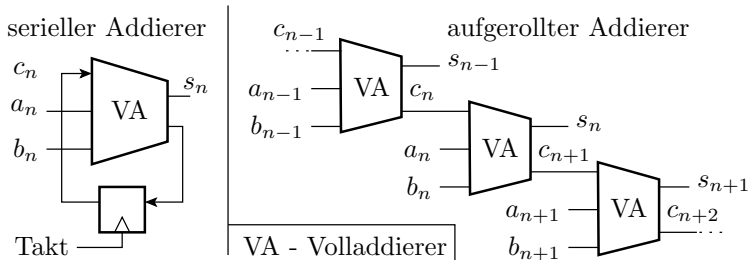 serieller Addierer
c_n
a_n
b_n
VA
s_n
Takt
aufgerollter Addierer
c_{n−1}
a_{n−1}
b_{n−1}
VA
s_{n−1}
c_n
a_n
b_n
VA
s_n
c_{n+1}
a_{n+1}
b_{n+1}
VA
s_{n+1}
c_{n+2}
VA - Volladdierer